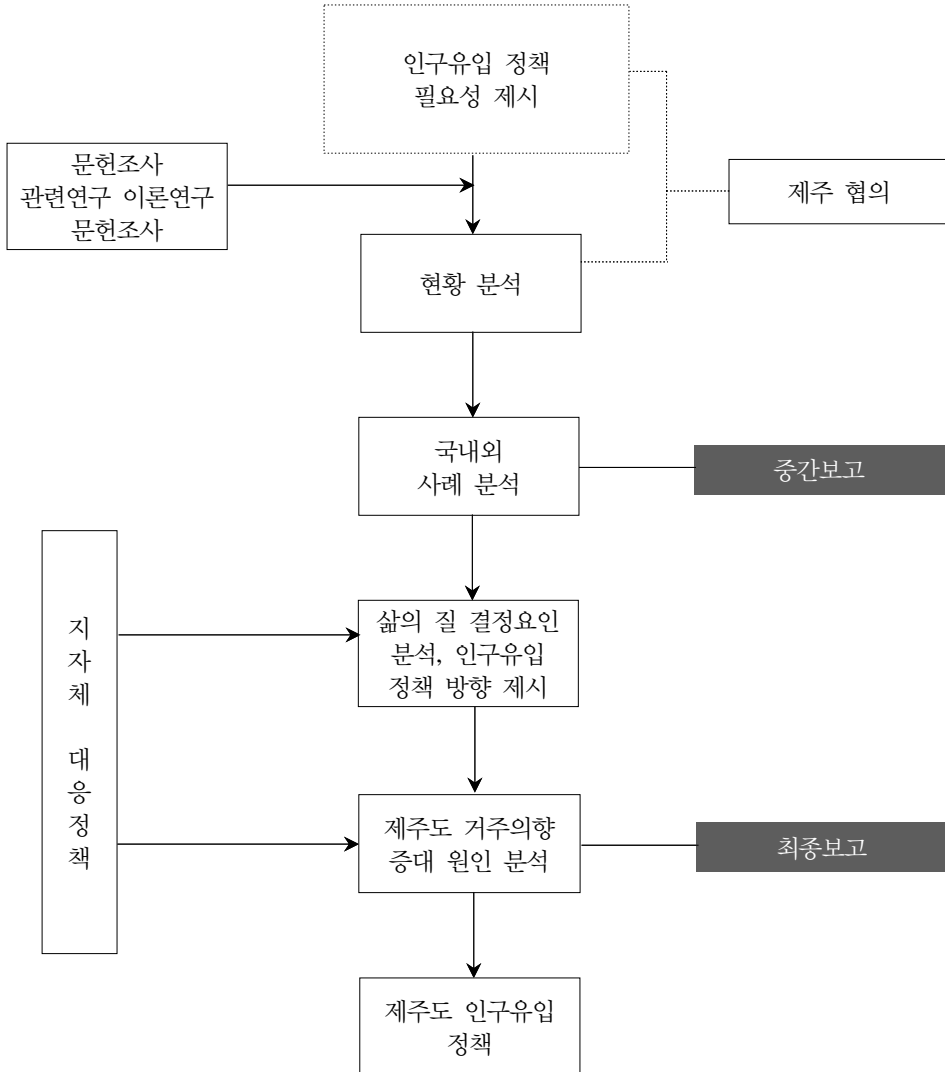 인구유입 정책
필요성 제시
문헌조사
관련연구 이론연구
문헌조사
제주 협의
현황 분석
국내외
사례 분석
중간보고
지자체 대응정책
삶의 질 결정요인
분석, 인구유입
정책 방향 제시
제주도 거주의향
증대 원인 분석
최종보고
제주도 인구유입
정책